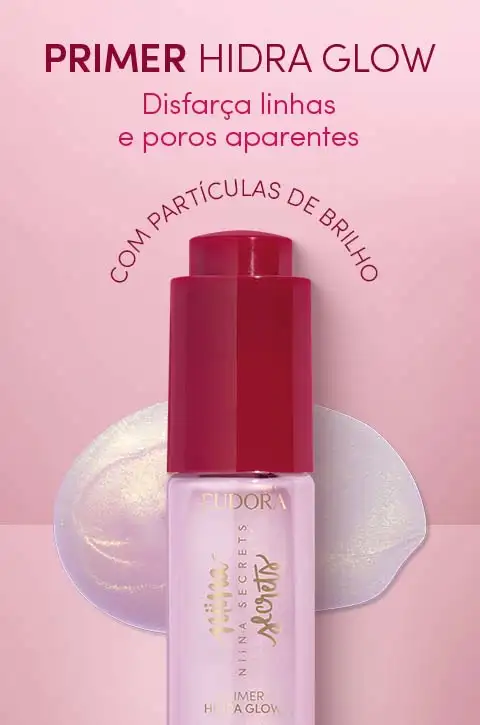 PRIMER HIDRA GLOW
Disfarça linhas
e poros aparentes
COM PARTÍCULAS DE BRILHO
EUDORA
niina
secrets
NIINA SECRETS
PRIMER
HIDRA GLOW